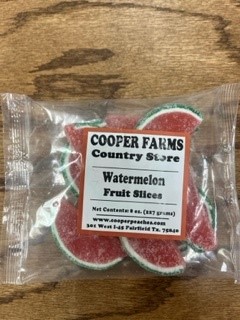 COOPER FARMS
Country Store
Watermelon
Fruit Slices
Net Contents: 8 oz. (227 grams)
www.cooperpeaches.com
301 West I-45 Fairfield Tx. 75840